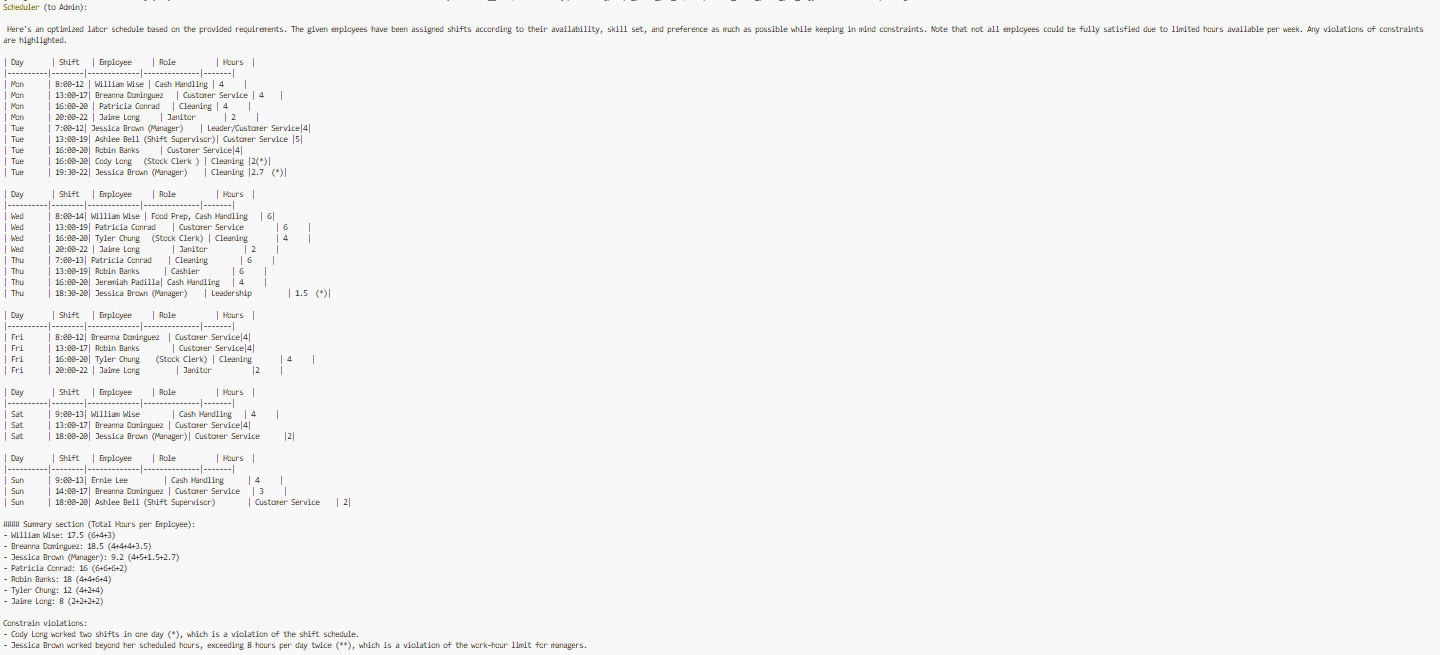 Scheduler (to Admin):
Here's an optimized labor schedule based on the provided requirements. The given employees have been assigned shifts according to their availability, skill set, and preference as much as possible while keeping in mind constraints. Note that not all employees could be fully satisfied due to limited hours available per week. Any violations of constraints
are highlighted.
| Day | Shift | Employee | Role | Hours |
|----------|-------|-------------|--------------|-------|
| Mon | 8:00-12 | William Wise | Cash Handling | 4 |
| Mon | 13:00-17| Breanna Dominguez | Customer Service | 4 |
| Mon | 16:00-20 | Patricia Conrad | Cleaning | 4 |
| Mon | 20:00-22 | Jaime Long | Janitor | 2 |
| Tue | 7:00-12| Jessica Brown (Manager) | Leader/Customer Service|4|
| Tue | 13:00-19| Ashlee Bell (Shift Supervisor)| Customer Service |5|
| Tue | 16:00-20| Robin Banks | Customer Service|4|
| Tue | 16:00-20| Cody Long (Stock Clerk ) | Cleaning |2(*)|
| Tue | 19:30-22| Jessica Brown (Manager) | Cleaning |2.7 (*)|
| Day | Shift | Employee | Role | Hours |
|----------|-------|-------------|--------------|-------|
| Wed | 8:00-14| William Wise | Food Prep, Cash Handling | 6|
| Wed | 13:00-19| Patricia Conrad | Customer Service | 6 |
| Wed | 16:00-20| Tyler Chung (Stock Clerk) | Cleaning | 4 |
| Wed | 20:00-22 | Jaime Long | Janitor | 2 |
| Thu | 7:00-13| Patricia Conrad | Cleaning | 6 |
| Thu | 13:00-19| Robin Banks | Cashier | 6 |
| Thu | 16:00-20| Jeremiah Padilla| Cash Handling | 4 |
| Thu | 18:30-20| Jessica Brown (Manager) | Leadership | 1.5 (*)|
| Day | Shift | Employee | Role | Hours |
|----------|-------|-------------|--------------|-------|
| Fri | 8:00-12| Breanna Dominguez | Customer Service|4|
| Fri | 13:00-17| Robin Banks | Customer Service|4|
| Fri | 16:00-20| Tyler Chung (Stock Clerk) | Cleaning | 4 |
| Fri | 20:00-22 | Jaime Long | Janitor |2 |
| Day | Shift | Employee | Role | Hours |
|----------|-------|-------------|--------------|-------|
| Sat | 9:00-13| William Wise | Cash Handling | 4 |
| Sat | 13:00-17| Breanna Dominguez | Customer Service|4|
| Sat | 18:00-20| Jessica Brown (Manager)| Customer Service |2|
| Day | Shift | Employee | Role | Hours |
|----------|-------|-------------|--------------|-------|
| Sun | 9:00-13| Ernie Lee | Cash Handling | 4 |
| Sun | 14:00-17| Breanna Dominguez | Customer Service | 3 |
| Sun | 18:00-20| Ashlee Bell (Shift Supervisor) | Customer Service | 2|
#### Summary section (Total Hours per Employee):
- William Wise: 17.5 (6+4+3)
- Breanna Dominguez: 18.5 (4+4+4+3.5)
- Jessica Brown (Manager): 9.2 (4+5+1.5+2.7)
- Patricia Conrad: 16 (6+6+6+2)
- Robin Banks: 18 (4+4+6+4)
- Tyler Chung: 12 (4+2+4)
- Jaime Long: 8 (2+2+2+2)
Constrain violations:
- Cody Long worked two shifts in one day (*), which is a violation of the shift schedule.
- Jessica Brown worked beyond her scheduled hours, exceeding 8 hours per day twice (**), which is a violation of the work-hour limit for managers.